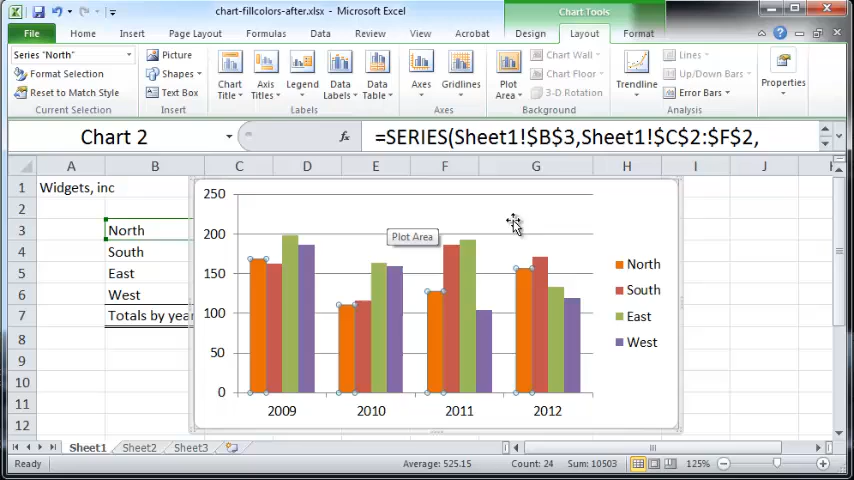 chart-fillcolors-after.xlsx - Microsoft Excel
Chart Tools
File Home Insert Page Layout Formulas Data Review View Acrobat Design Layout Format
Series "North"
Format Selection
Reset to Match Style
Current Selection
Picture
Shapes
Text Box
Insert
Chart Title
Axis Titles
Legend
Data Labels
Data Table
Labels
Axes
Gridlines
Axes
Plot Area
Chart Wall
Chart Floor
3-D Rotation
Background
Trendline
Lines
Up/Down Bars
Error Bars
Analysis
Properties
Chart 2
fx
=SERIES(Sheet1!$B$3,Sheet1!$C$2:$F$2,
A B C D E F G H I J
1 Widgets, inc
2
3 North
4 South
5 East
6 West
7 Totals by year
8
9
10
11
12
250
200
150
100
50
0
Plot Area
2009 2010 2011 2012
North
South
East
West
Sheet1 Sheet2 Sheet3
Ready Average: 525.15 Count: 24 Sum: 10503 125%